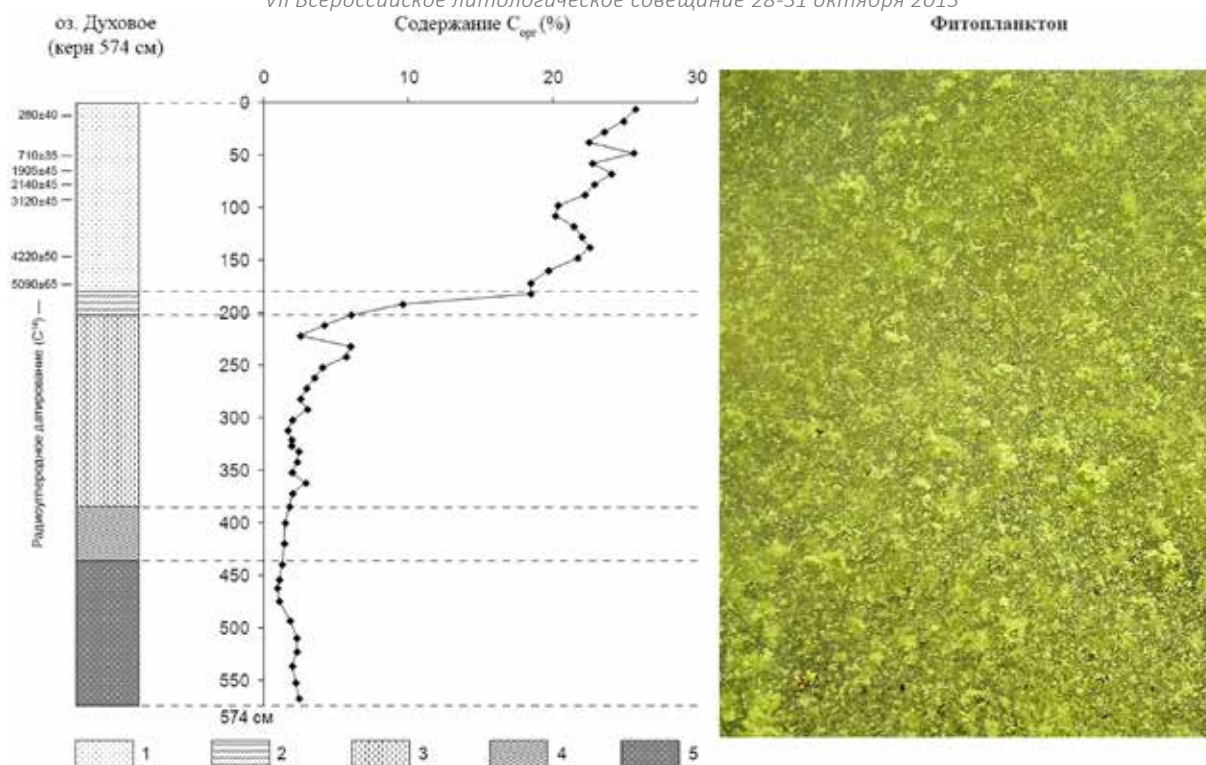 VII Всероссийское литологическое совещание 28-31 октября 2013
оз. Духовое
(керн 574 см)
Содержание Cорг (%)
Фитопланктон
0 10 20 30
0
50
100
150
200
250
300
350
400
450
500
550
574 см
280±40
710±35
1905±45
2140±45
3120±45
4220±50
5090±65
Радиоуглеродное датирование (C¹⁴)
1 2 3 4 5